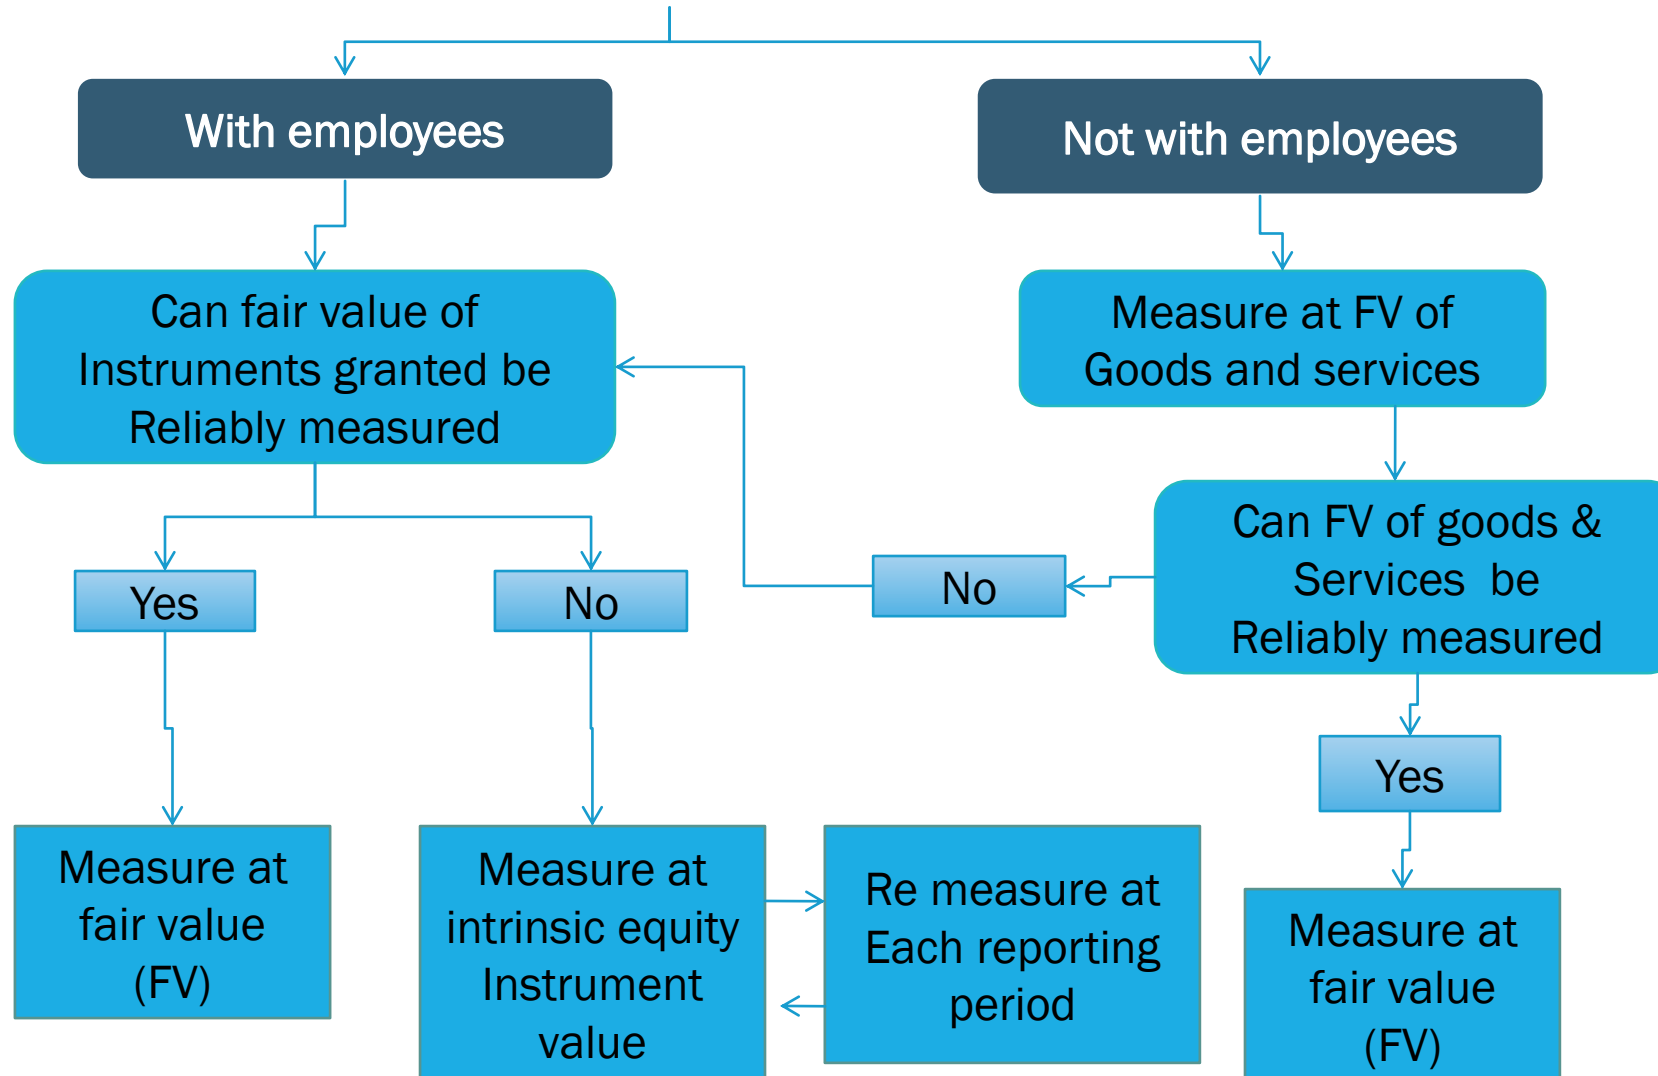 With employees
Not with employees
Can fair value of
Instruments granted be
Reliably measured
Measure at FV of
Goods and services
Can FV of goods &
Services be
Reliably measured
Yes
No
No
Yes
Measure at
fair value
(FV)
Measure at
intrinsic equity
Instrument
value
Re measure at
Each reporting
period
Measure at
fair value
(FV)